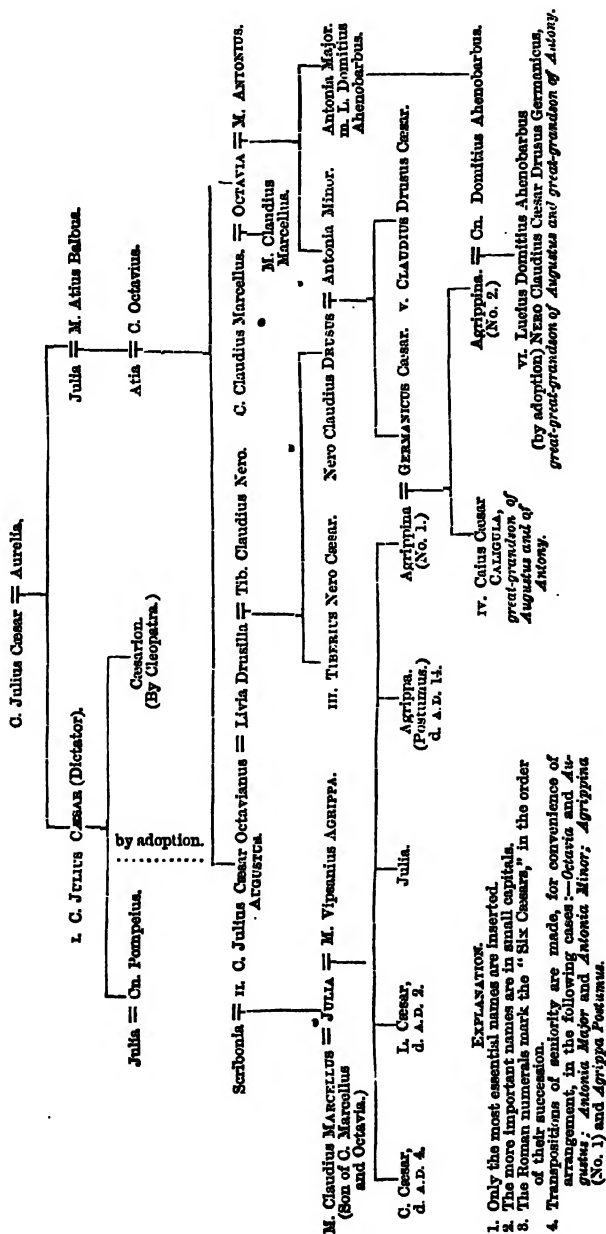 C. Julius Cæsar = Aurelia.
I. C. JULIUS CÆSAR (Dictator).
Julia = M. Atius Balbus.
Julia = Cn. Pompeius.
by adoption.
Cæsarion.
(By Cleopatra.)
Atia = C. Octavius.
Scribonia = II. C. Julius Cæsar Octavianus = Livia Drusilla = Tib. Claudius Nero.
AUGUSTUS.
C. Claudius Marcellus. = OCTAVIA = M. ANTONIUS.
M. Claudius
Marcellus.
M. Claudius MARCELLUS = JULIA = M. Vipsanius AGRIPPA.
(Son of C. Marcellus
and Octavia.)
III. TIBERIUS Nero Cæsar.
Nero Claudius DRUSUS = Antonia Minor.
Antonia Major.
m. L. Domitius
Ahenobarbus.
C. Cæsar,
d. A.D. 4.
L. Cæsar,
d. A.D. 2.
Julia.
Agrippa.
(Postumus.)
d. A.D. 14.
Agrippina = GERMANICUS Cæsar.
(No. 1.)
V. CLAUDIUS Drusus Cæsar.
IV. Caius Cæsar
CALIGULA,
great-grandson of
Augustus and of
Antony.
Agrippina. = Cn. Domitius Ahenobarbus.
(No. 2.)
VI. Lucius Domitius Ahenobarbus
(by adoption) NERO Claudius Cæsar Drusus Germanicus,
great-great-grandson of Augustus and great-grandson of Antony.
EXPLANATION.
1. Only the most essential names are inserted.
2. The more important names are in small capitals.
3. The Roman numerals mark the "Six Cæsars," in the order
of their succession.
4. Transpositions of seniority are made, for convenience of
arrangement, in the following cases:—Octavia and Au-
gustus; Antonia Major and Antonia Minor; Agrippina
(No. 1) and Agrippa Postumus.